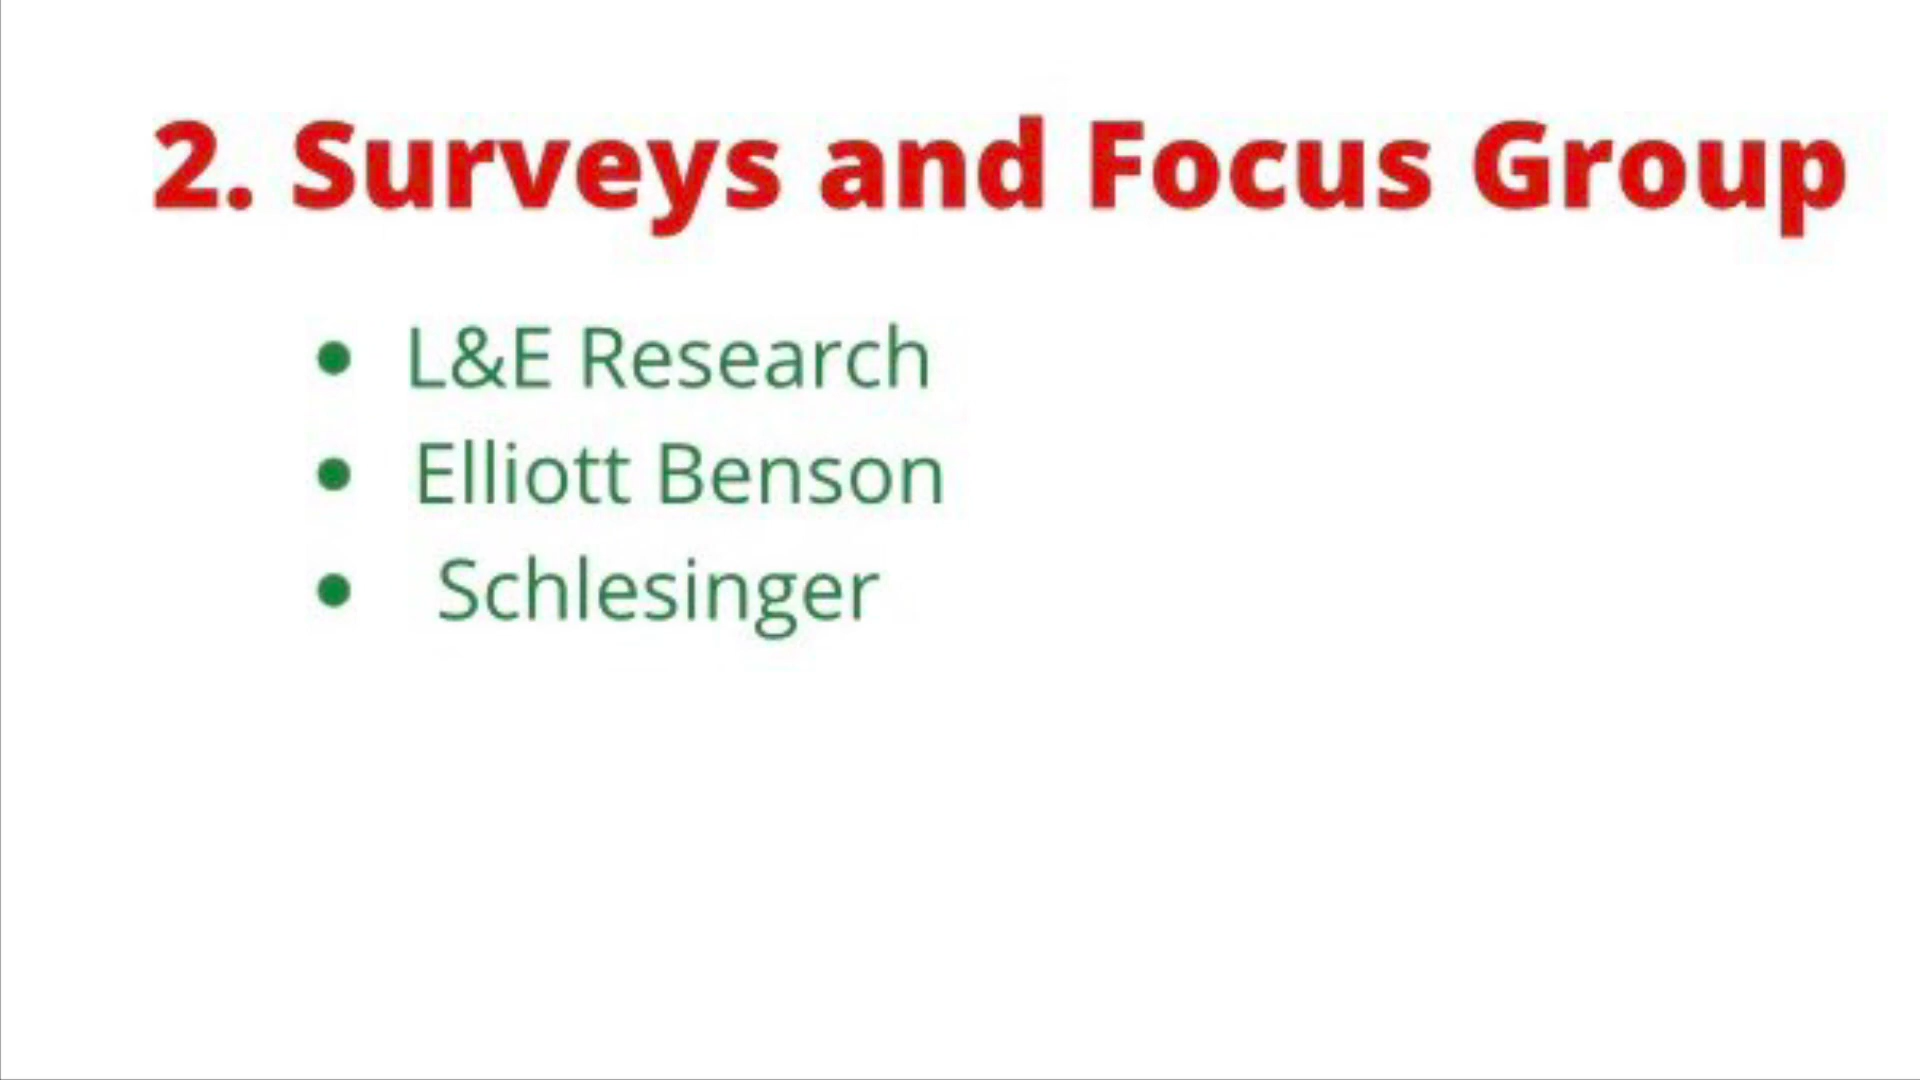 2. Surveys and Focus Group
• L&E Research
• Elliott Benson
• Schlesinger